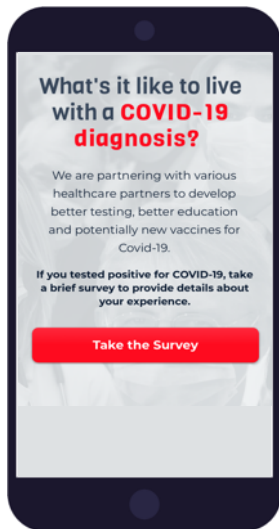 What's it like to live
with a COVID-19
diagnosis?
We are partnering with various
healthcare partners to develop
better testing, better education
and potentially new vaccines for
Covid-19.
If you tested positive for COVID-19, take
a brief survey to provide details about
your experience.
Take the Survey